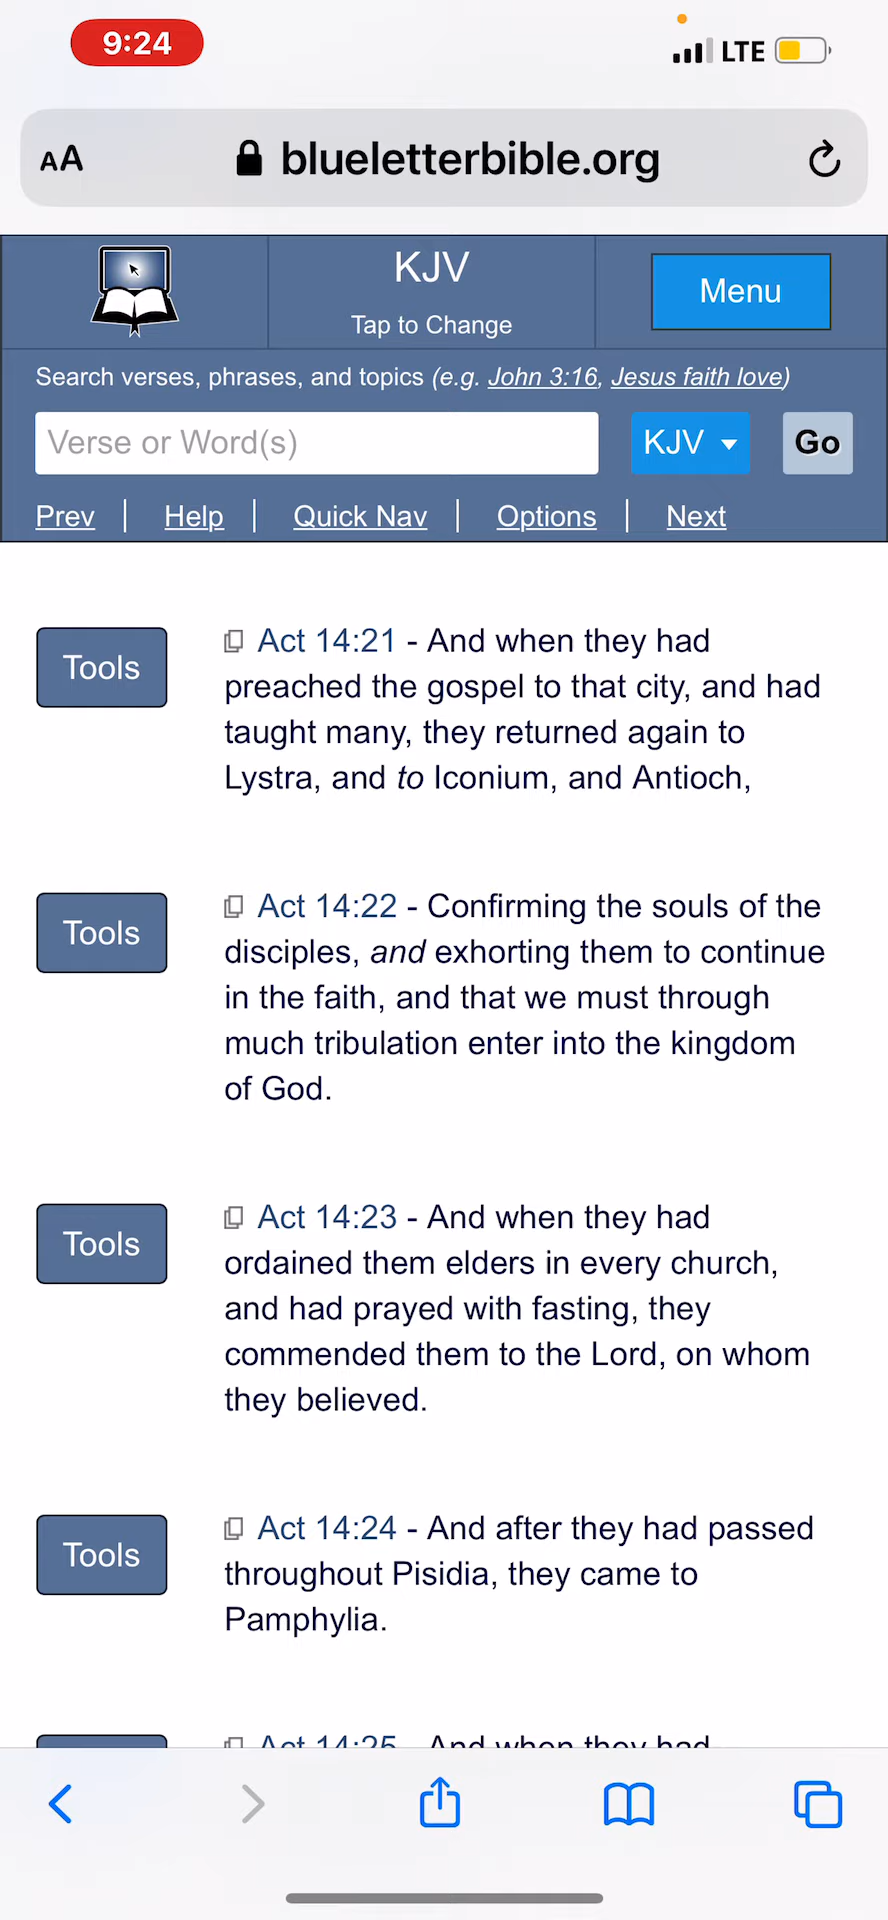 9:24
LTE
AA
blueletterbible.org
KJV
Tap to Change
Menu
Search verses, phrases, and topics (e.g. John 3:16, Jesus faith love)
Verse or Word(s)
KJV
Go
Prev | Help | Quick Nav | Options | Next
Tools
Act 14:21 - And when they had
preached the gospel to that city, and had
taught many, they returned again to
Lystra, and to Iconium, and Antioch,
Tools
Act 14:22 - Confirming the souls of the
disciples, and exhorting them to continue
in the faith, and that we must through
much tribulation enter into the kingdom
of God.
Tools
Act 14:23 - And when they had
ordained them elders in every church,
and had prayed with fasting, they
commended them to the Lord, on whom
they believed.
Tools
Act 14:24 - And after they had passed
throughout Pisidia, they came to
Pamphylia.
Act 14:25 - And when they had